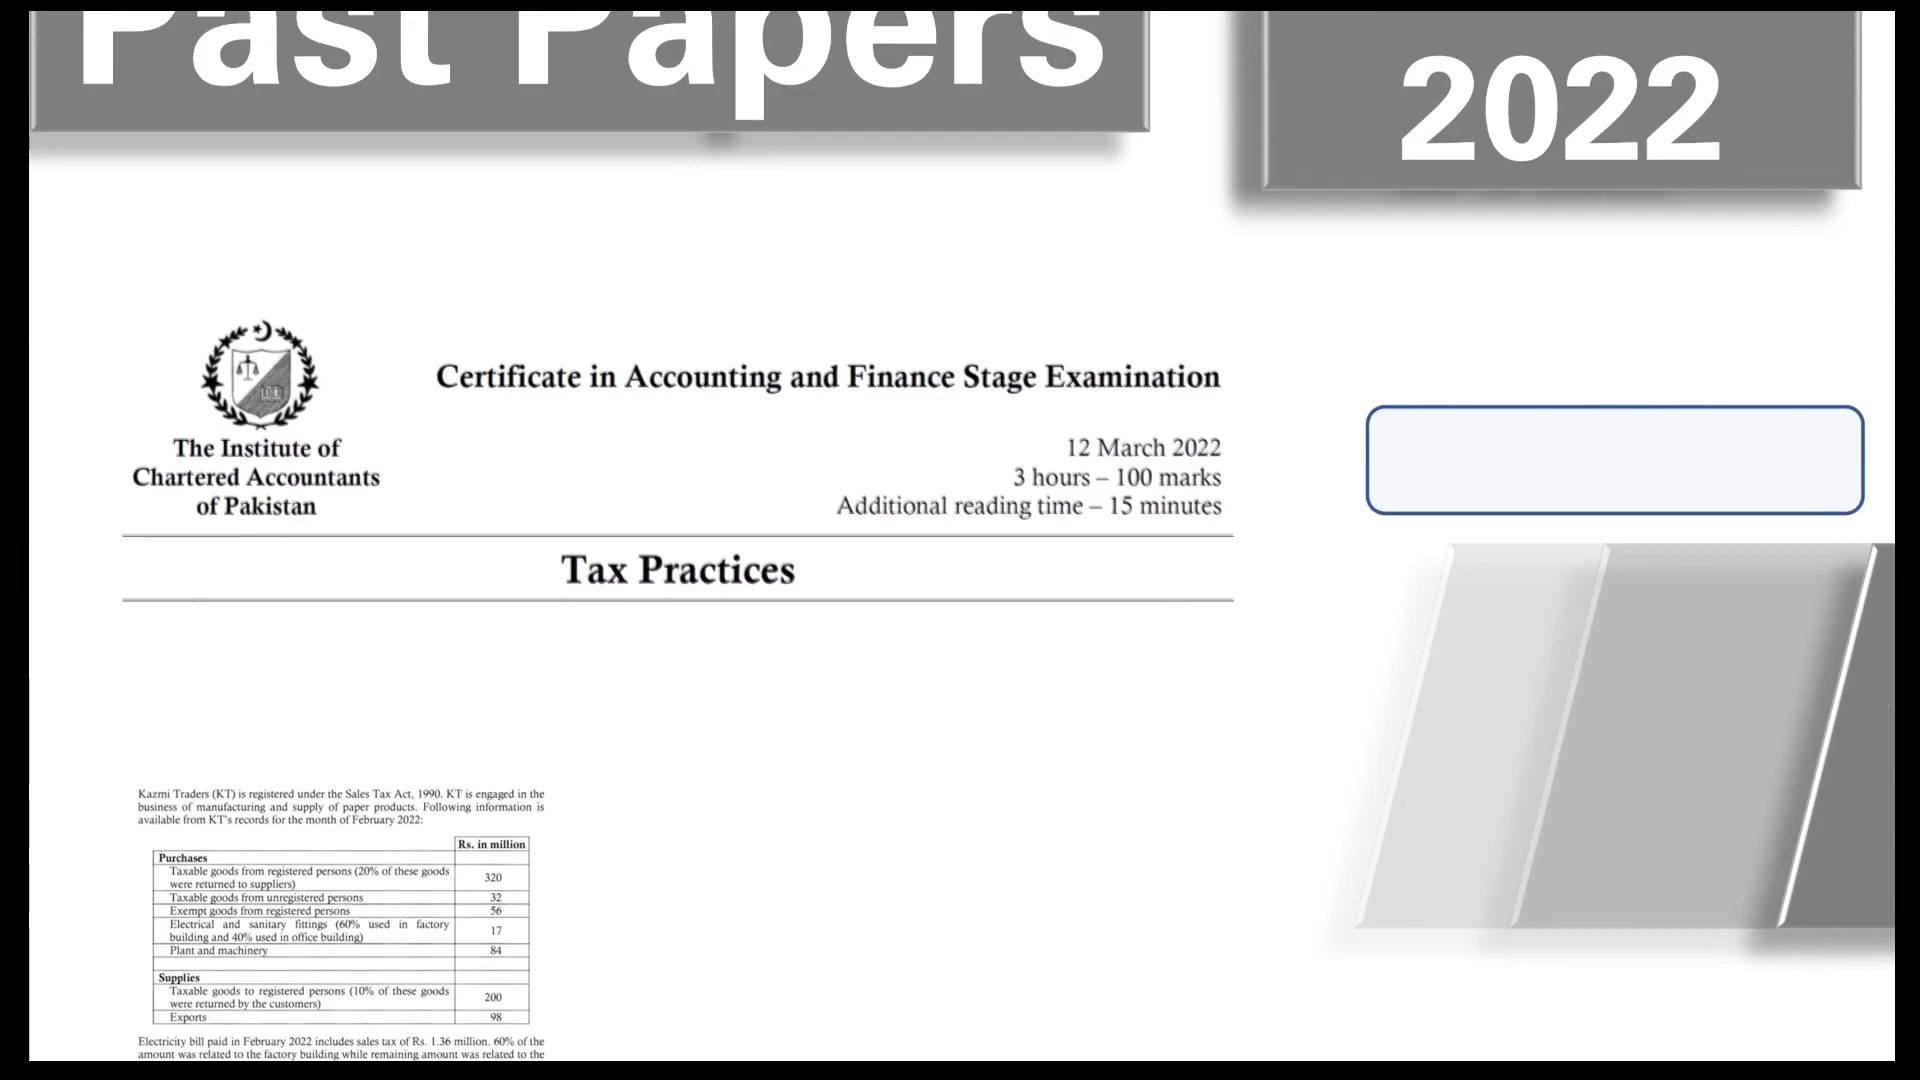 Past Papers
2022
Certificate in Accounting and Finance Stage Examination
The Institute of
Chartered Accountants
of Pakistan
12 March 2022
3 hours – 100 marks
Additional reading time – 15 minutes
Tax Practices
Kazmi Traders (KT) is registered under the Sales Tax Act, 1990. KT is engaged in the
business of manufacturing and supply of paper products. Following information is
available from KT's records for the month of February 2022:
Rs. in million
Purchases
Taxable goods from registered persons (20% of these goods
were returned to suppliers) 320
Taxable goods from unregistered persons 32
Exempt goods from registered persons 56
Electrical and sanitary fittings (60% used in factory
building and 40% used in office building) 17
Plant and machinery 84
Supplies
Taxable goods to registered persons (10% of these goods
were returned by the customers) 200
Exports 98
Electricity bill paid in February 2022 includes sales tax of Rs. 1.36 million. 60% of the
amount was related to the factory building while remaining amount was related to the